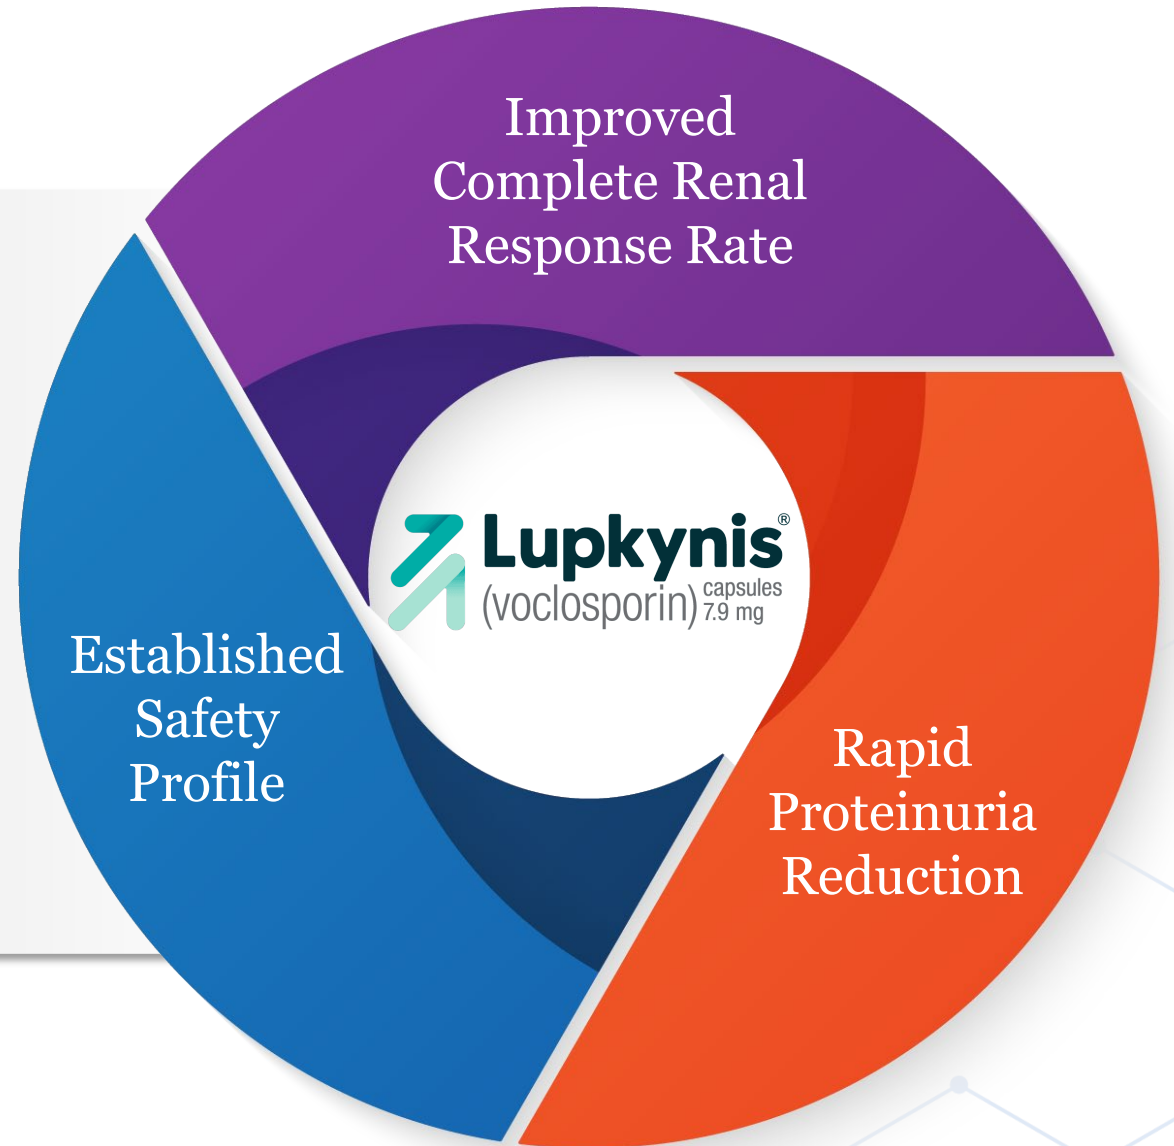 Improved
Complete Renal
Response Rate
Lupkynis®
(voclosporin) capsules
7.9 mg
Established
Safety
Profile
Rapid
Proteinuria
Reduction